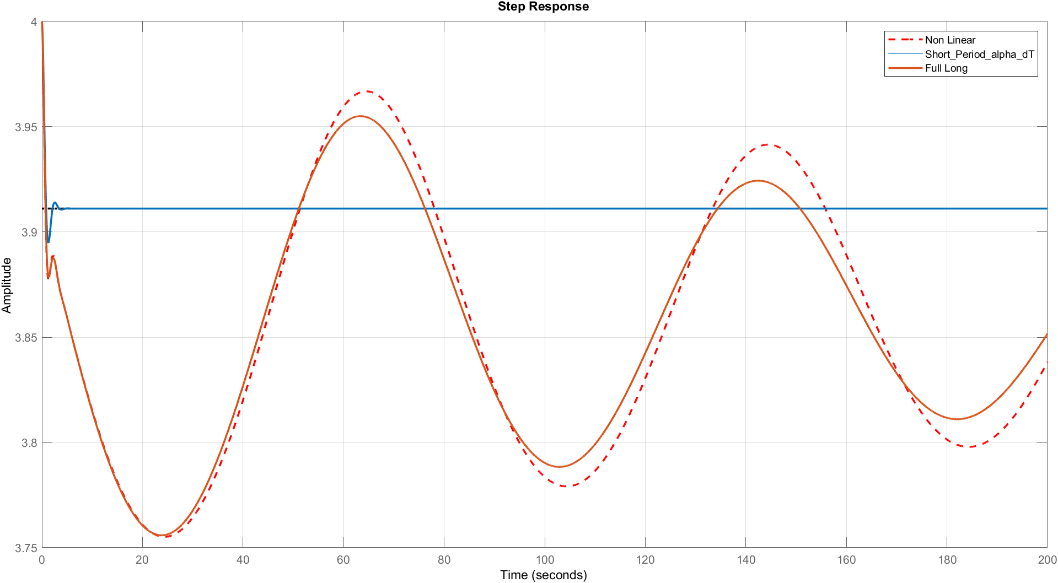 Step Response
Non Linear
Short_Period_alpha_dT
Full Long
Amplitude
4
3.95
3.9
3.85
3.8
3.75
0 20 40 60 80 100 120 140 160 180 200
Time (seconds)